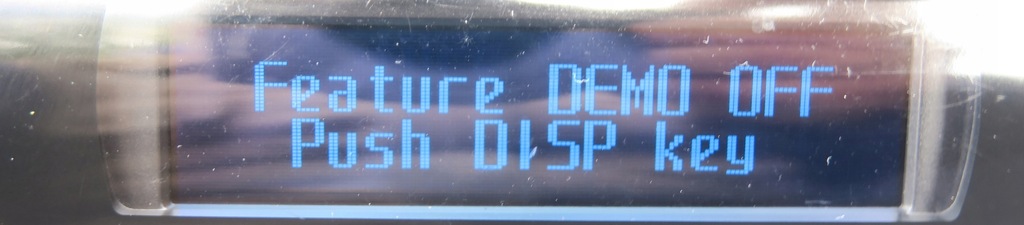 Feature DEMO OFF
Push DISP key